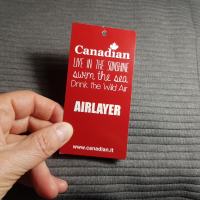 Canadian
LIVE IN THE SUNSHINE
swim the sea
Drink the Wild Air
AIRLAYER
www.canadian.it